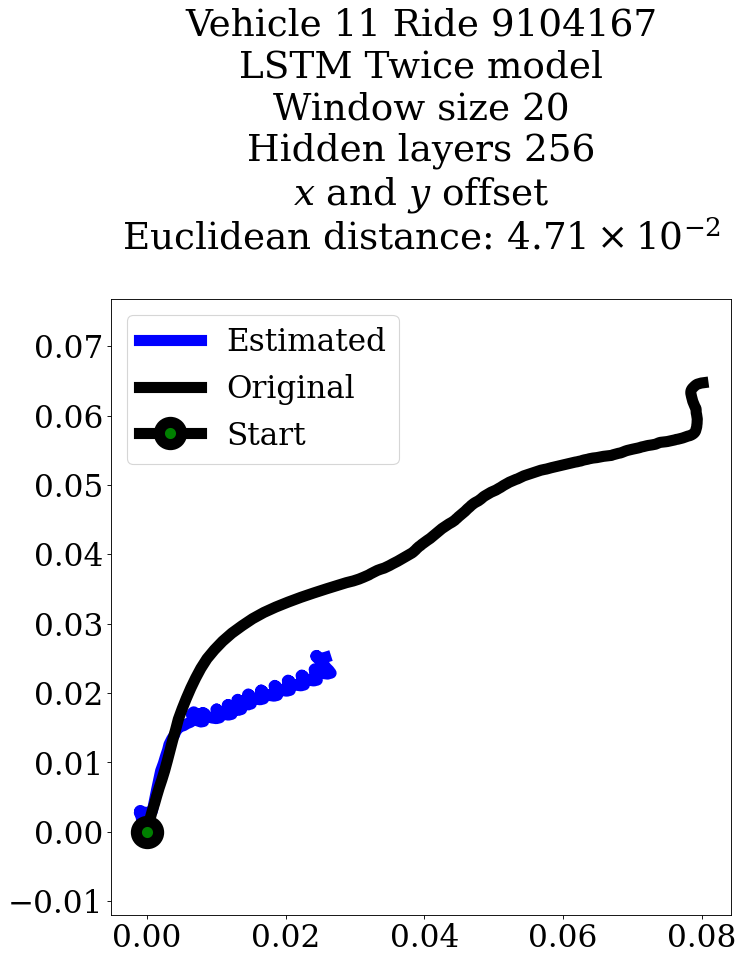 Vehicle 11 Ride 9104167
LSTM Twice model
Window size 20
Hidden layers 256
x and y offset
Euclidean distance: 4.71 × 10⁻²
Estimated
Original
Start
0.07
0.06
0.05
0.04
0.03
0.02
0.01
0.00
−0.01
0.00 0.02 0.04 0.06 0.08